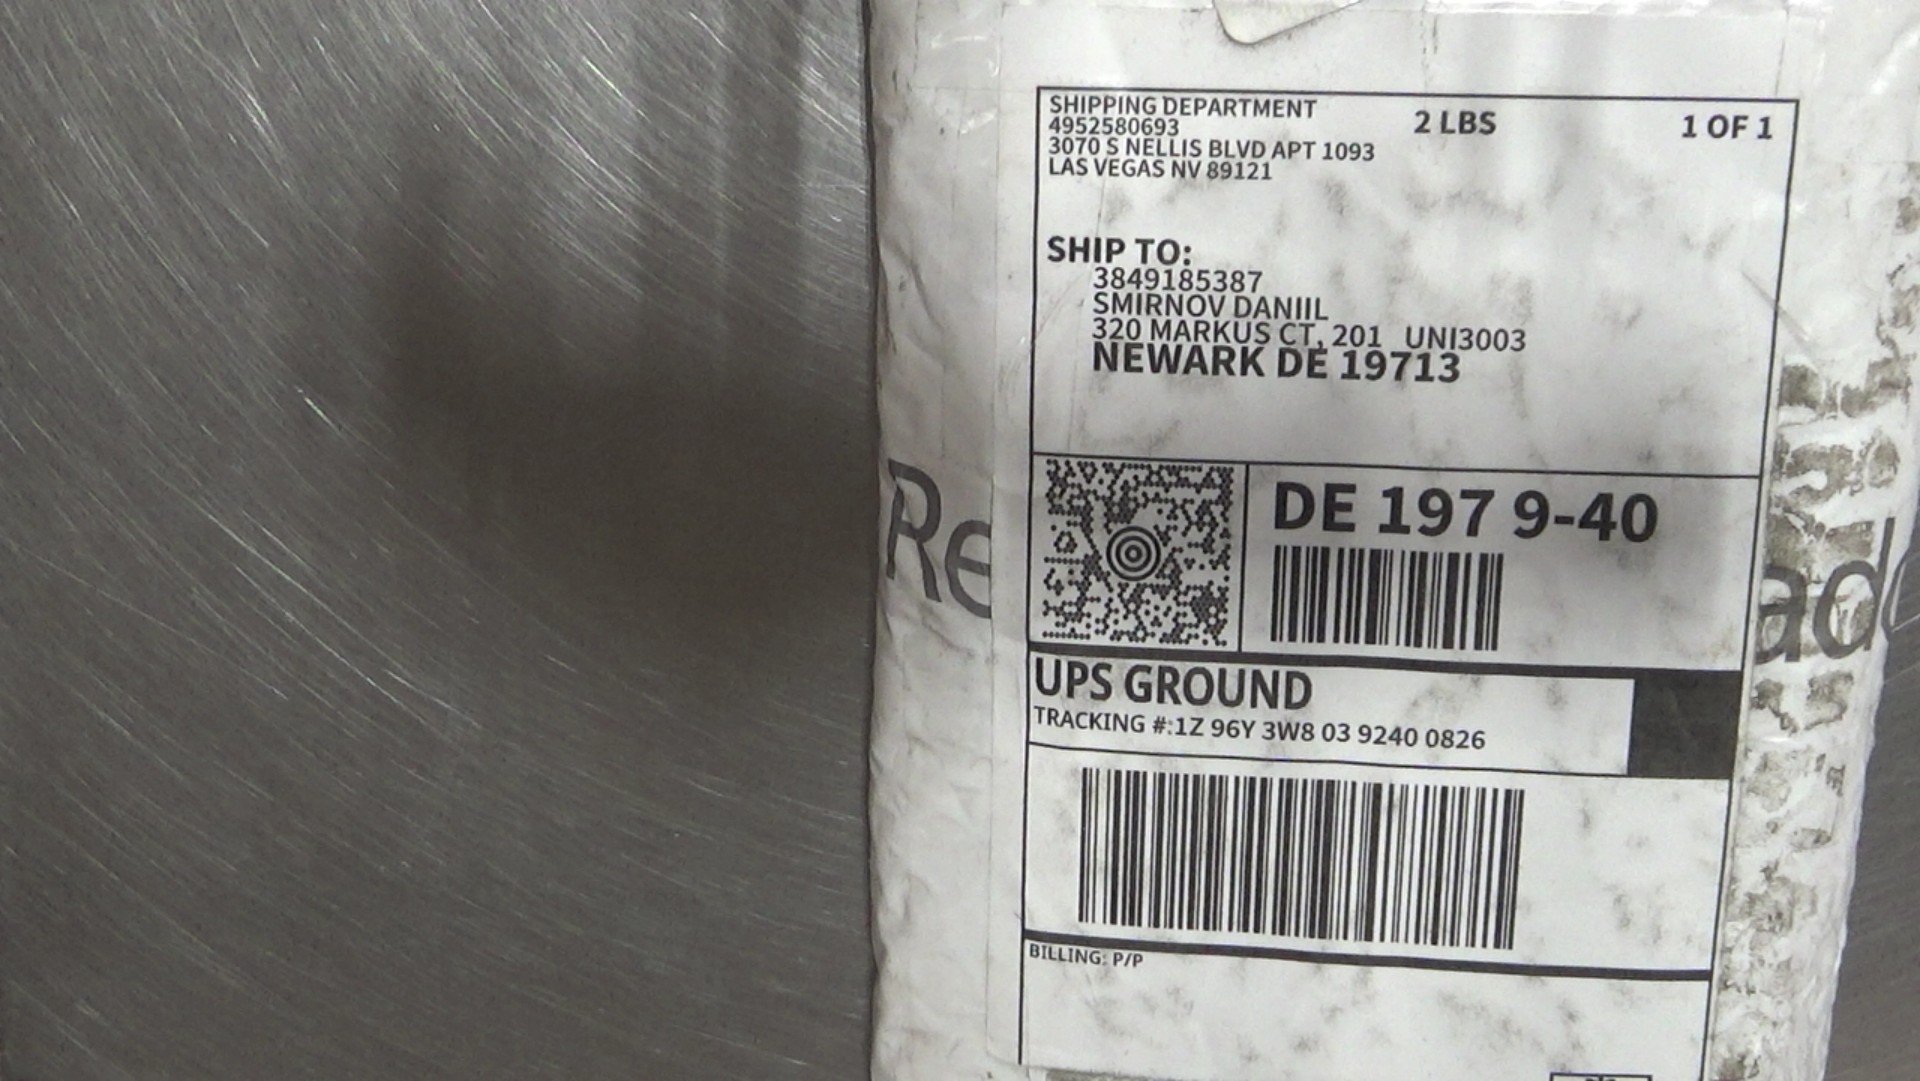 SHIPPING DEPARTMENT
4952580693
3070 S NELLIS BLVD APT 1093
LAS VEGAS NV 89121
2 LBS
1 OF 1
SHIP TO:
3849185387
SMIRNOV DANIIL
320 MARKUS CT, 201 UNI3003
NEWARK DE 19713
DE 197 9-40
UPS GROUND
TRACKING #:1Z 96Y 3W8 03 9240 0826
BILLING: P/P
Re
ad